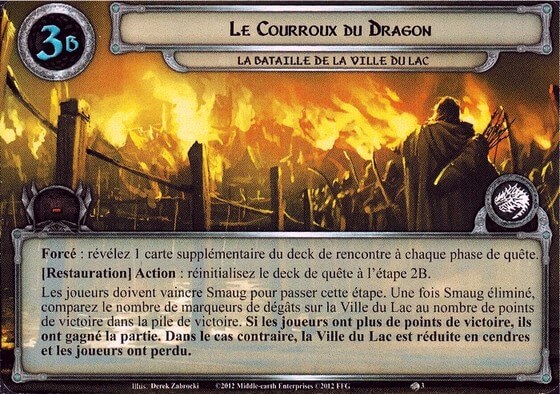 3B
Le Courroux du Dragon
La Bataille de la Ville du Lac
-
Forcé : révélez 1 carte supplémentaire du deck de rencontre à chaque phase de quête.
[Restauration] Action : réinitialisez le deck de quête à l'étape 2B.
Les joueurs doivent vaincre Smaug pour passer cette étape. Une fois Smaug éliminé,
comparez le nombre de marqueurs de dégâts sur la Ville du Lac au nombre de points
de victoire dans la pile de victoire. Si les joueurs ont plus de points de victoire, ils
ont gagné la partie. Dans le cas contraire, la Ville du Lac est réduite en cendres
et les joueurs ont perdu.
Illus. Derek Zabrocki ©2012 Middle-earth Enterprises ©2012 FFG 3